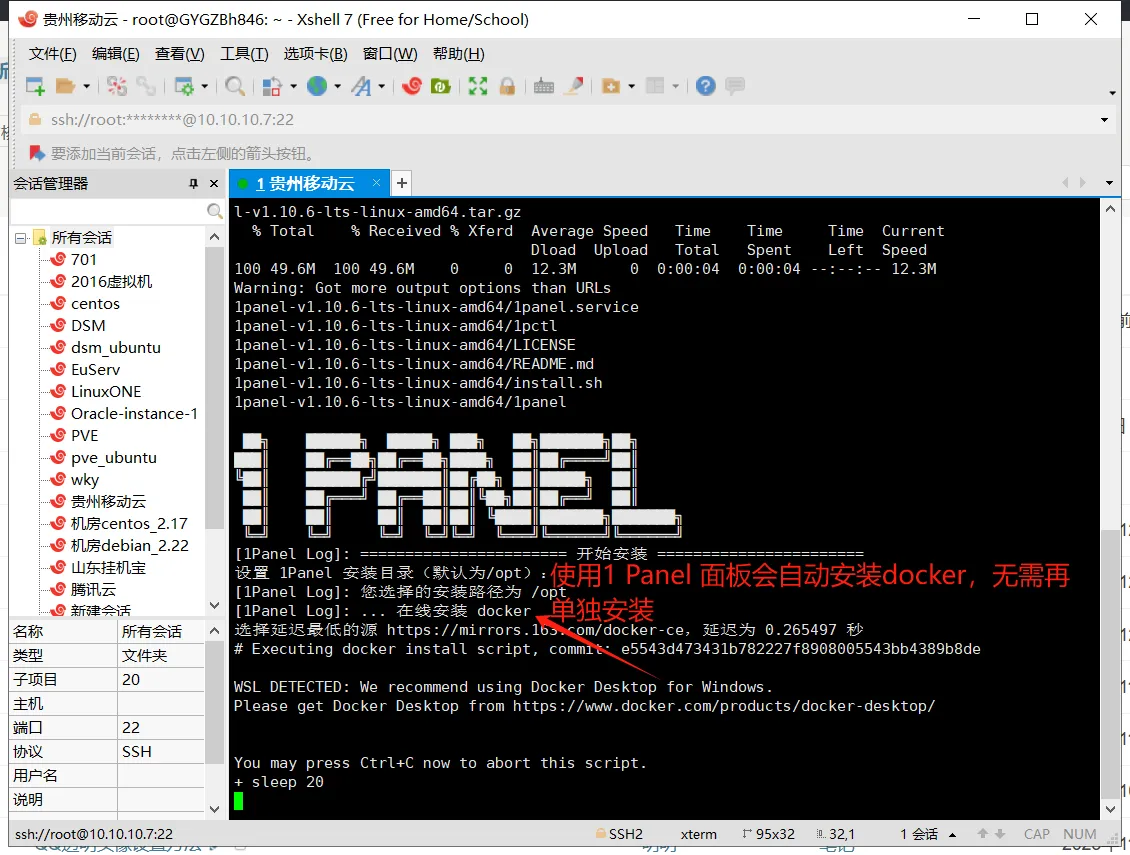 贵州移动云 - root@GYGZBh846: ~ - Xshell 7 (Free for Home/School)
文件(F) 编辑(E) 查看(V) 工具(T) 选项卡(B) 窗口(W) 帮助(H)
ssh://root:********@10.10.10.7:22
要添加当前会话，点击左侧的箭头按钮。
会话管理器
1 贵州移动云
所有会话
701
2016虚拟机
centos
DSM
dsm_ubuntu
EuServ
LinuxONE
Oracle-instance-1
PVE
pve_ubuntu
wky
贵州移动云
机房centos_2.17
机房debian_2.22
山东挂机宝
腾讯云
新建会话
名称 所有会话
类型 文件夹
子项目 20
主机
端口 22
协议 SSH
用户名
说明
l-v1.10.6-lts-linux-amd64.tar.gz
% Total % Received % Xferd Average Speed Time Time Time Current
Dload Upload Total Spent Left Speed
100 49.6M 100 49.6M 0 0 12.3M 0 0:00:04 0:00:04 --:--:-- 12.3M
Warning: Got more output options than URLs
1panel-v1.10.6-lts-linux-amd64/1panel.service
1panel-v1.10.6-lts-linux-amd64/1pctl
1panel-v1.10.6-lts-linux-amd64/LICENSE
1panel-v1.10.6-lts-linux-amd64/README.md
1panel-v1.10.6-lts-linux-amd64/install.sh
1panel-v1.10.6-lts-linux-amd64/1panel
1 PANEL
[1Panel Log]: ======================= 开始安装 =======================
设置 1Panel 安装目录（默认为/opt）：
使用1 Panel 面板会自动安装docker，无需再
单独安装
[1Panel Log]: 您选择的安装路径为 /opt
[1Panel Log]: ... 在线安装 docker
选择延迟最低的源 https://mirrors.163.com/docker-ce，延迟为 0.265497 秒
# Executing docker install script, commit: e5543d473431b782227f8908005543bb4389b8de
WSL DETECTED: We recommend using Docker Desktop for Windows.
Please get Docker Desktop from https://www.docker.com/products/docker-desktop/
You may press Ctrl+C now to abort this script.
+ sleep 20
ssh://root@10.10.10.7:22 SSH2 xterm 95x32 32,1 1 会话 CAP NUM